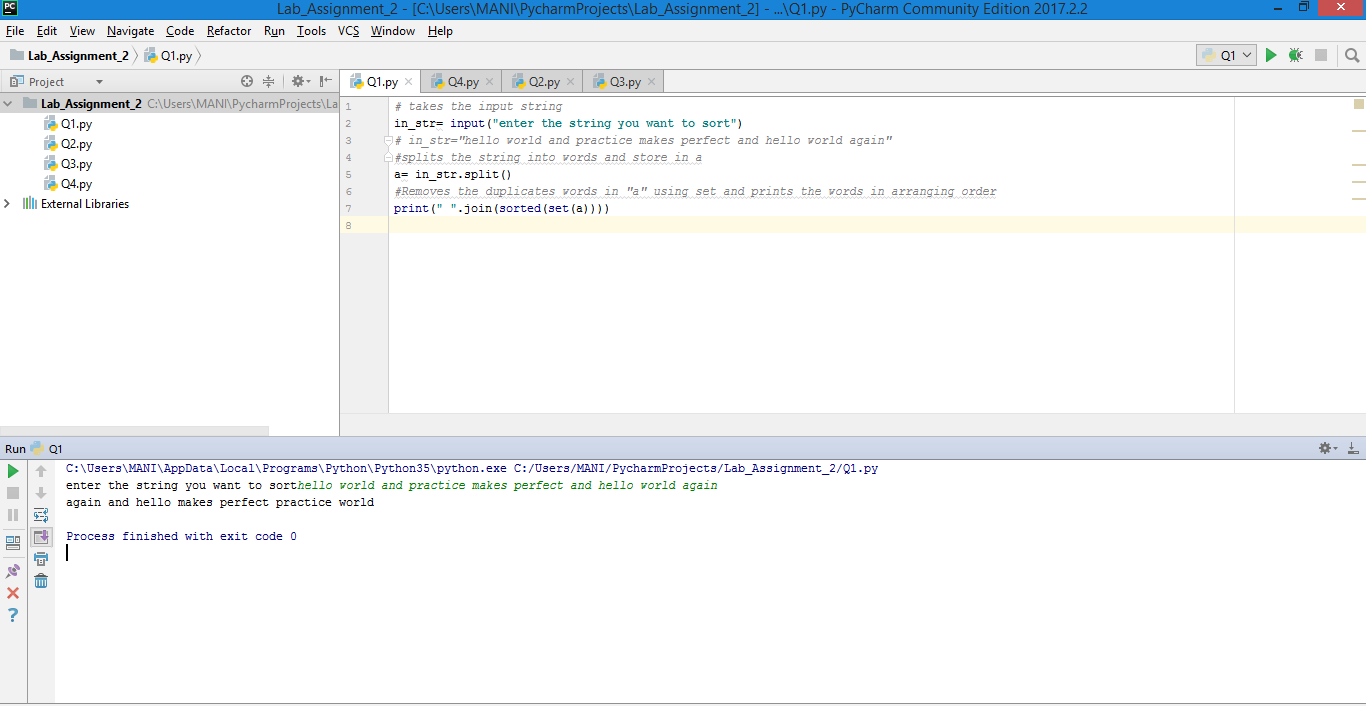 Lab_Assignment_2 - [C:\Users\MANI\PycharmProjects\Lab_Assignment_2] - ...\Q1.py - PyCharm Community Edition 2017.2.2
File Edit View Navigate Code Refactor Run Tools VCS Window Help
Lab_Assignment_2 Q1.py Q1
Project Q1.py Q4.py Q2.py Q3.py
Lab_Assignment_2 C:\Users\MANI\PycharmProjects\La
Q1.py
Q2.py
Q3.py
Q4.py
External Libraries
1 # takes the input string
2 in_str= input("enter the string you want to sort")
3 # in_str="hello world and practice makes perfect and hello world again"
4 #splits the string into words and store in a
5 a= in_str.split()
6 #Removes the duplicates words in "a" using set and prints the words in arranging order
7 print(" ".join(sorted(set(a))))
8
Run Q1
C:\Users\MANI\AppData\Local\Programs\Python\Python35\python.exe C:/Users/MANI/PycharmProjects/Lab_Assignment_2/Q1.py
enter the string you want to sorthello world and practice makes perfect and hello world again
again and hello makes perfect practice world
Process finished with exit code 0